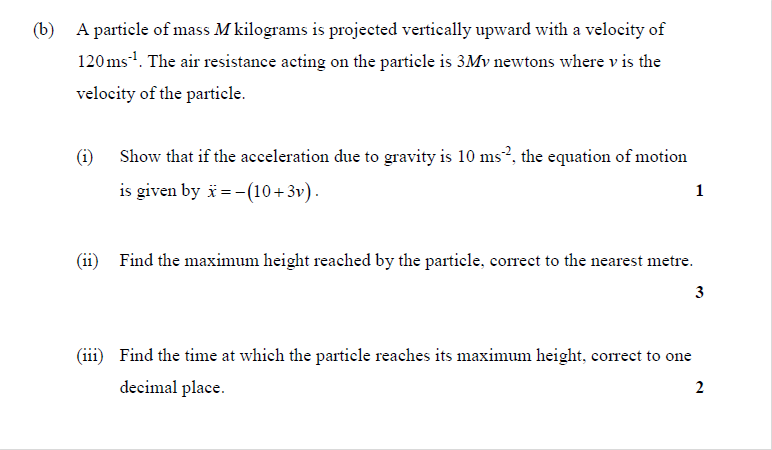 (b) A particle of mass M kilograms is projected vertically upward with a velocity of
120 ms⁻¹. The air resistance acting on the particle is 3Mv newtons where v is the
velocity of the particle.
(i) Show that if the acceleration due to gravity is 10 ms⁻², the equation of motion
is given by ẍ = −(10+3v). 1
(ii) Find the maximum height reached by the particle, correct to the nearest metre.
3
(iii) Find the time at which the particle reaches its maximum height, correct to one
decimal place. 2